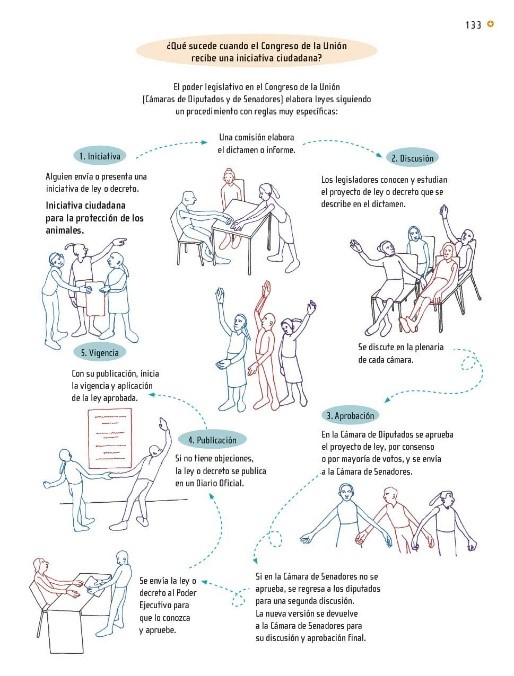 133
¿Qué sucede cuando el Congreso de la Unión
recibe una iniciativa ciudadana?
El poder legislativo en el Congreso de la Unión
(Cámaras de Diputados y de Senadores) elabora leyes siguiendo
un procedimiento con reglas muy específicas:
1. Iniciativa
Alguien envía o presenta una
iniciativa de ley o decreto.
Iniciativa ciudadana
para la protección de los
animales.
Una comisión elabora
el dictamen o informe.
2. Discusión
Los legisladores conocen y estudian
el proyecto de ley o decreto que se
describe en el dictamen.
Se discute en la plenaria
de cada cámara.
3. Aprobación
En la Cámara de Diputados se aprueba
el proyecto de ley, por consenso
o por mayoría de votos, y se envía
a la Cámara de Senadores.
Si en la Cámara de Senadores no se
aprueba, se regresa a los diputados
para una segunda discusión.
La nueva versión se devuelve
a la Cámara de Senadores para
su discusión y aprobación final.
Se envía la ley o
decreto al Poder
Ejecutivo para
que lo conozca
y apruebe.
4. Publicación
Si no tiene objeciones,
la ley o decreto se publica
en un Diario Oficial.
5. Vigencia
Con su publicación, inicia
la vigencia y aplicación
de la ley aprobada.